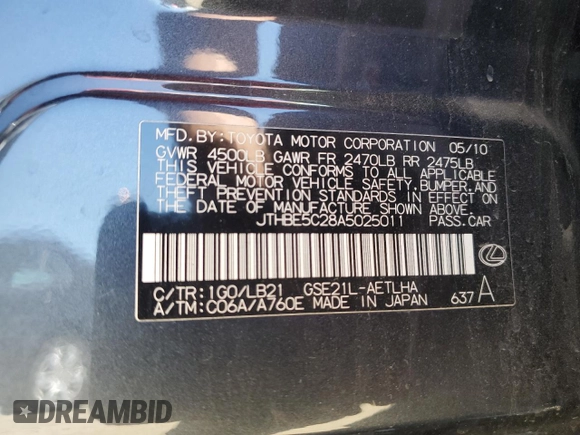 MFD. BY: TOYOTA MOTOR CORPORATION 05/10
GVWR 4500LB GAWR FR 2470LB RR 2475LB
THIS VEHICLE CONFORMS TO ALL APPLICABLE
FEDERAL MOTOR VEHICLE SAFETY, BUMPER, AND
THEFT PREVENTION STANDARDS IN EFFECT ON
THE DATE OF MANUFACTURE SHOWN ABOVE.
JTHBE5C28A5025011 PASS. CAR
C/TR: 1G0/LB21 GSE21L-AETLHA
A/TM: C06A/A760E MADE IN JAPAN 637 A
DREAMBID